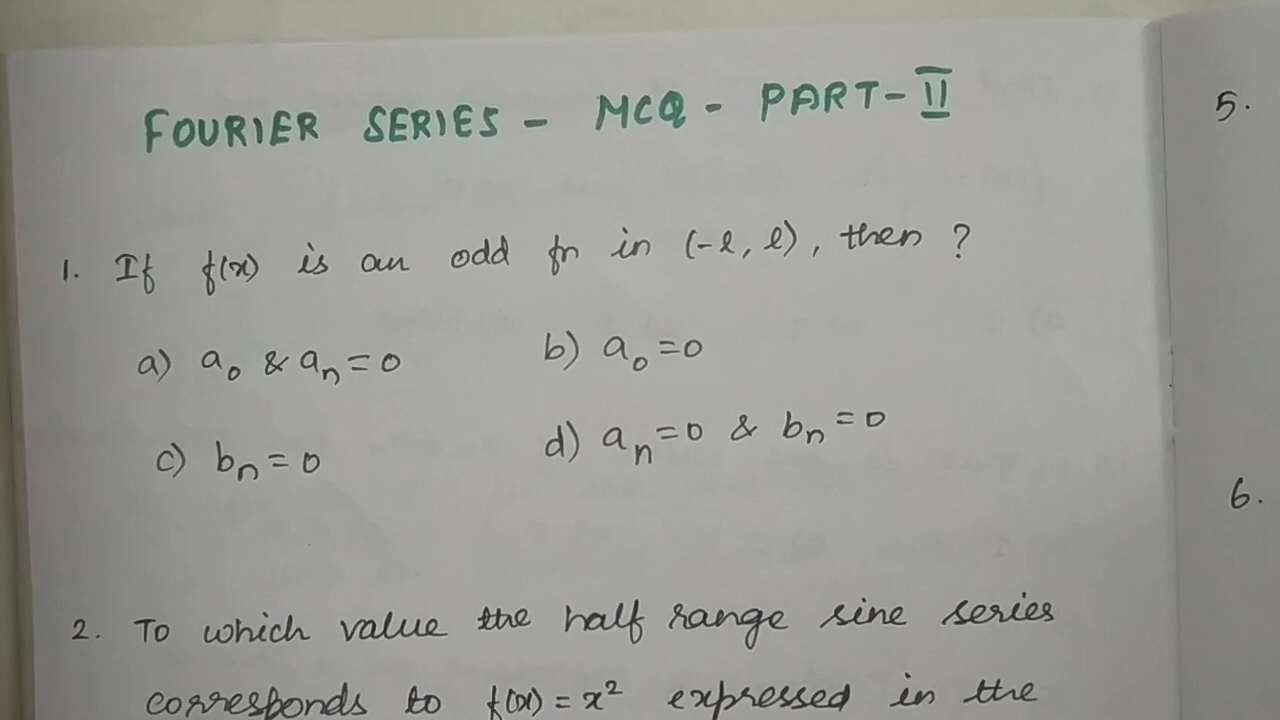 FOURIER SERIES - MCQ - PART-II
5.
1. If f(x) is an odd fn in (-l, l), then ?
a) a₀ & aₙ = 0 b) a₀ = 0
c) bₙ = 0 d) aₙ = 0 & bₙ = 0
6.
2. To which value the half range sine series
corresponds to f(x) = x² expressed in the